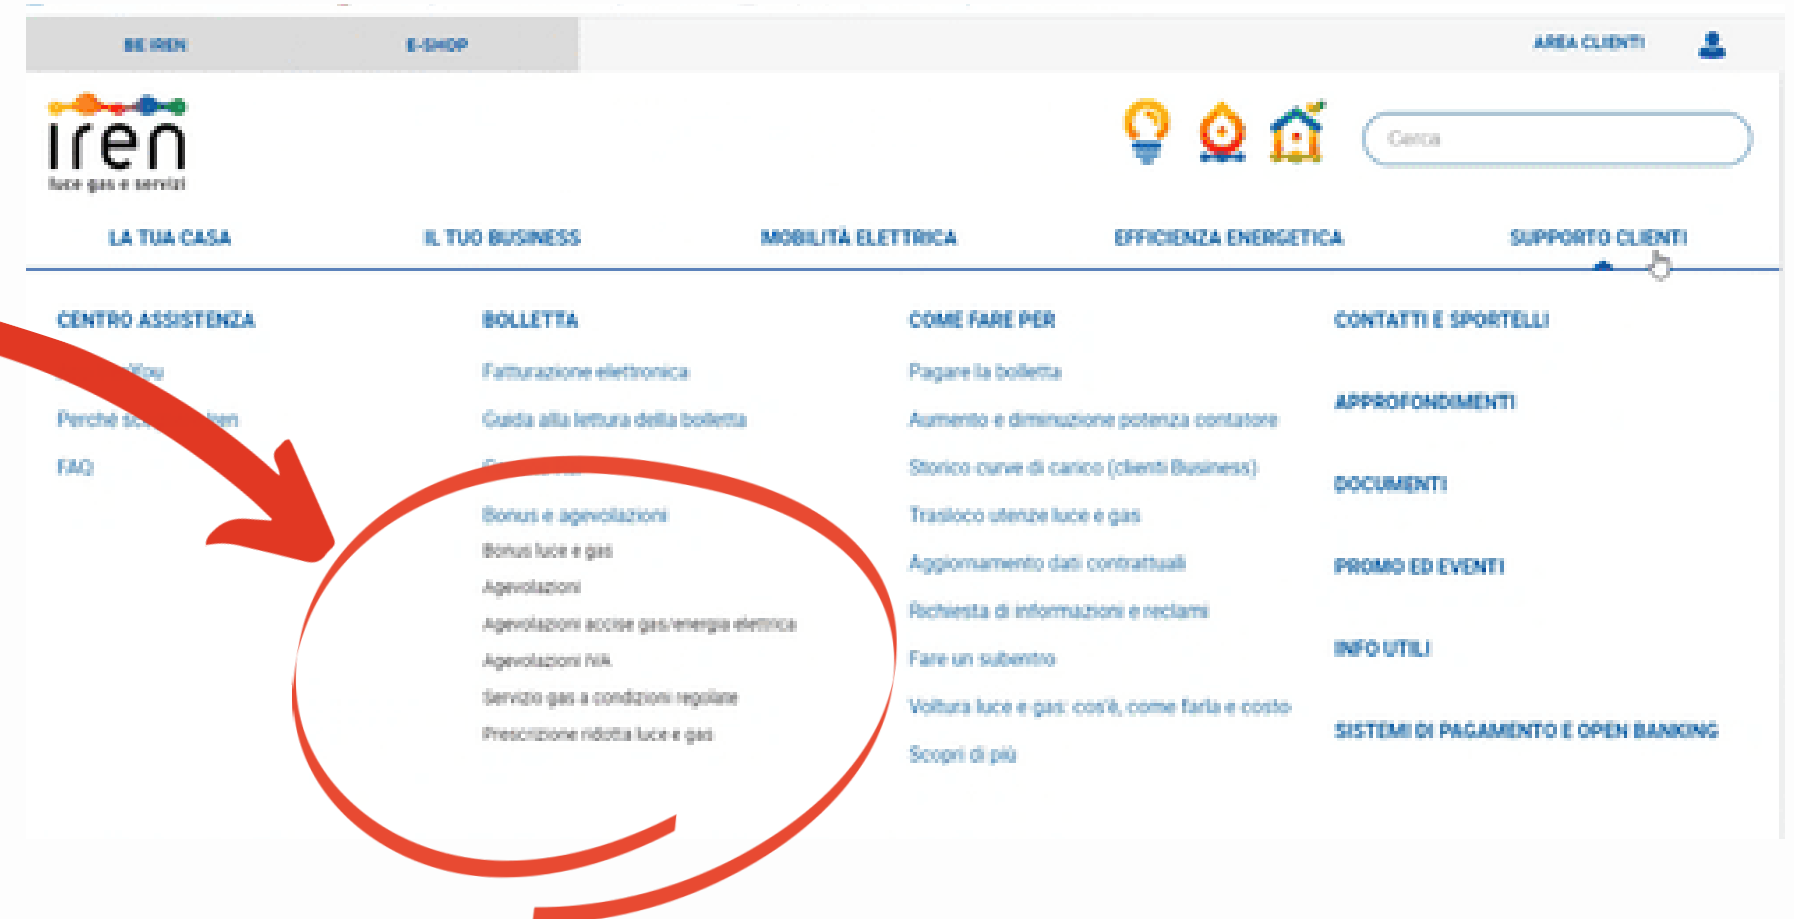 BE IREN
E-SHOP
AREA CLIENTI
iren
luce gas e servizi
Cerca
LA TUA CASA
IL TUO BUSINESS
MOBILITÀ ELETTRICA
EFFICIENZA ENERGETICA
SUPPORTO CLIENTI
CENTRO ASSISTENZA
Perché
FAQ
BOLLETTA
Fatturazione elettronica
Guida alla lettura della bolletta
Bonus e agevolazioni
Bonus luce e gas
Agevolazioni
Agevolazioni accise gas/energia elettrica
Agevolazioni IVA
Servizio gas a condizioni regolate
Prescrizione ridotta luce e gas
COME FARE PER
Pagare la bolletta
Aumento e diminuzione potenza contatore
Storico curve di carico (clienti Business)
Trasloco utenze luce e gas
Aggiornamento dati contrattuali
Richiesta di informazioni e reclami
Fare un subentro
Voltura luce e gas: cos'è, come farla e costo
Scopri di più
CONTATTI E SPORTELLI
APPROFONDIMENTI
DOCUMENTI
PROMO ED EVENTI
INFO UTILI
SISTEMI DI PAGAMENTO E OPEN BANKING